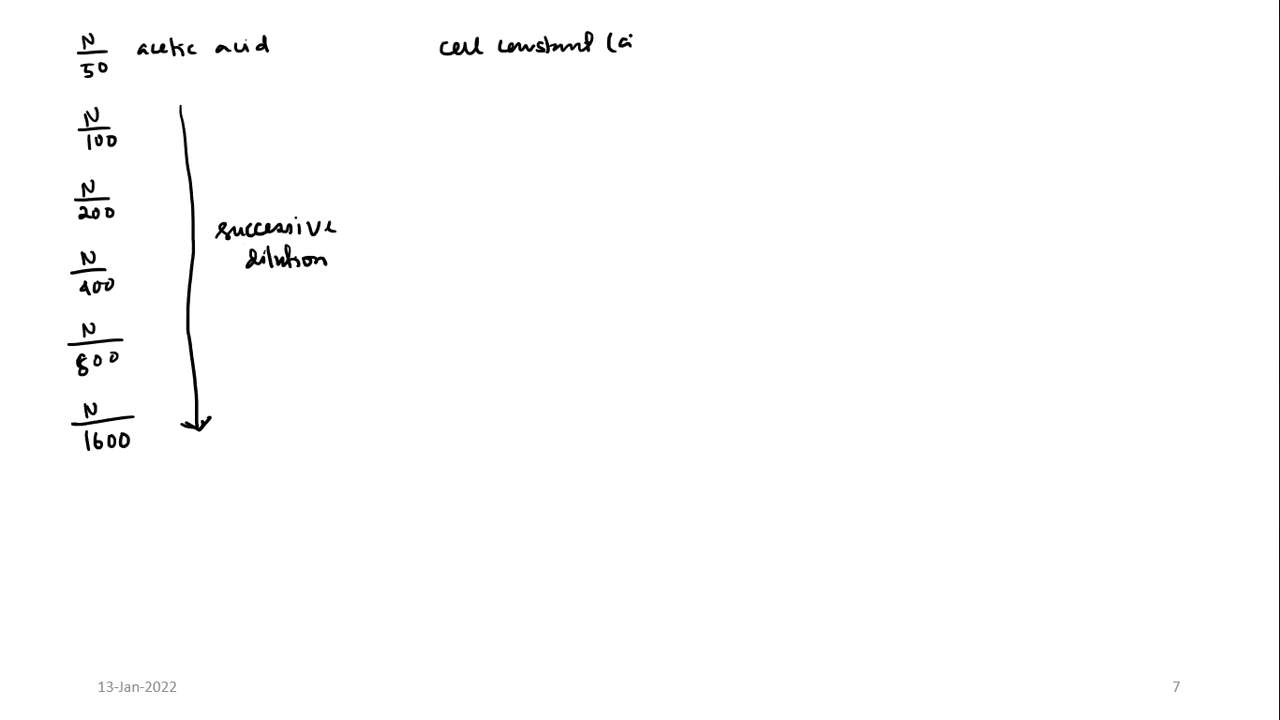 N/50 acetic acid
cell constant (a
N/100
N/200
successive
dilution
N/400
N/800
N/1600
13-Jan-2022
7